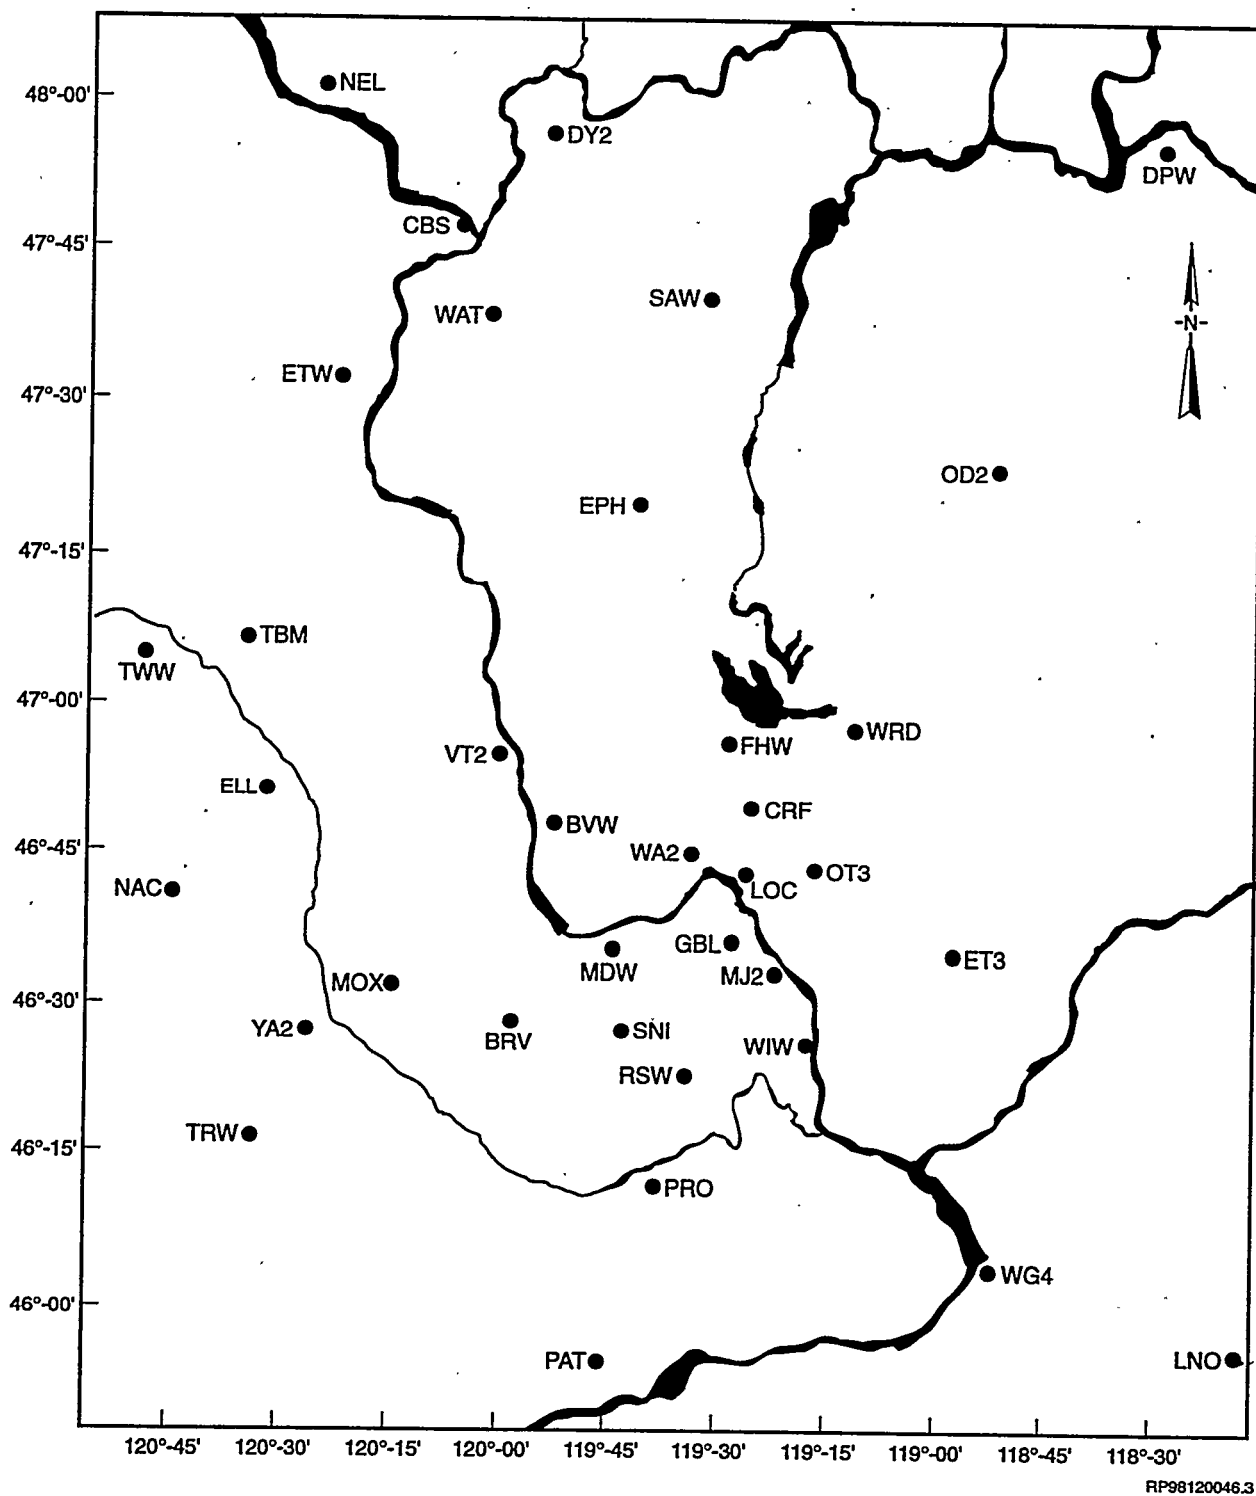 NEL
48°-00'
DY2
DPW
CBS
47°-45'
SAW
WAT
-N-
ETW
47°-30'
OD2
EPH
47°-15'
TBM
TWW
47°-00'
WRD
FHW
VT2
ELL
CRF
BVW
46°-45'
WA2
OT3
NAC
LOC
GBL
ET3
MDW
MJ2
MOX
46°-30'
YA2
SNI
BRV
WIW
RSW
TRW
46°-15'
PRO
WG4
46°-00'
PAT
LNO
120°-45' 120°-30' 120°-15' 120°-00' 119°-45' 119°-30' 119°-15' 119°-00' 118°-45' 118°-30'
RP98120046.3